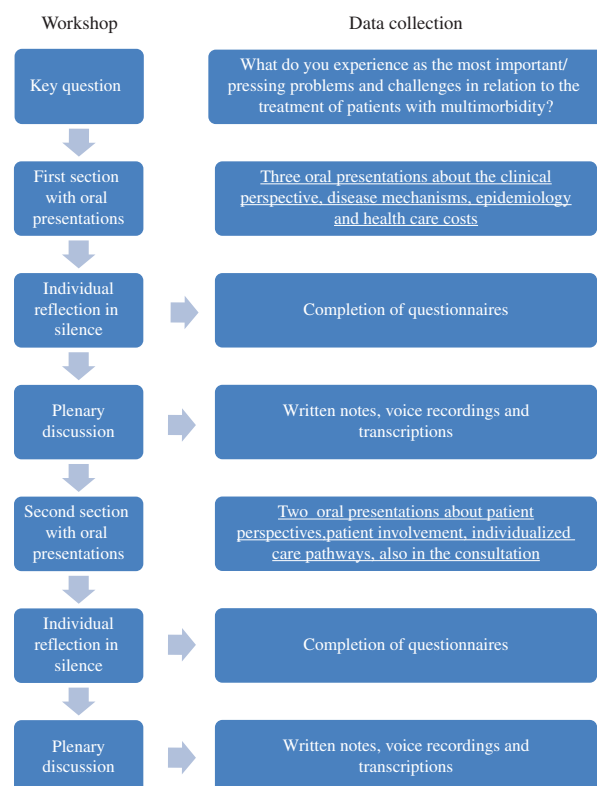 Workshop
Data collection
Key question
What do you experience as the most important/
pressing problems and challenges in relation to the
treatment of patients with multimorbidity?
First section
with oral
presentations
Three oral presentations about the clinical
perspective, disease mechanisms, epidemiology
and health care costs
Individual
reflection in
silence
Completion of questionnaires
Plenary
discussion
Written notes, voice recordings and
transcriptions
Second section
with oral
presentations
Two oral presentations about patient
perspectives,patient involvement, individualized
care pathways, also in the consultation
Individual
reflection in
silence
Completion of questionnaires
Plenary
discussion
Written notes, voice recordings and
transcriptions